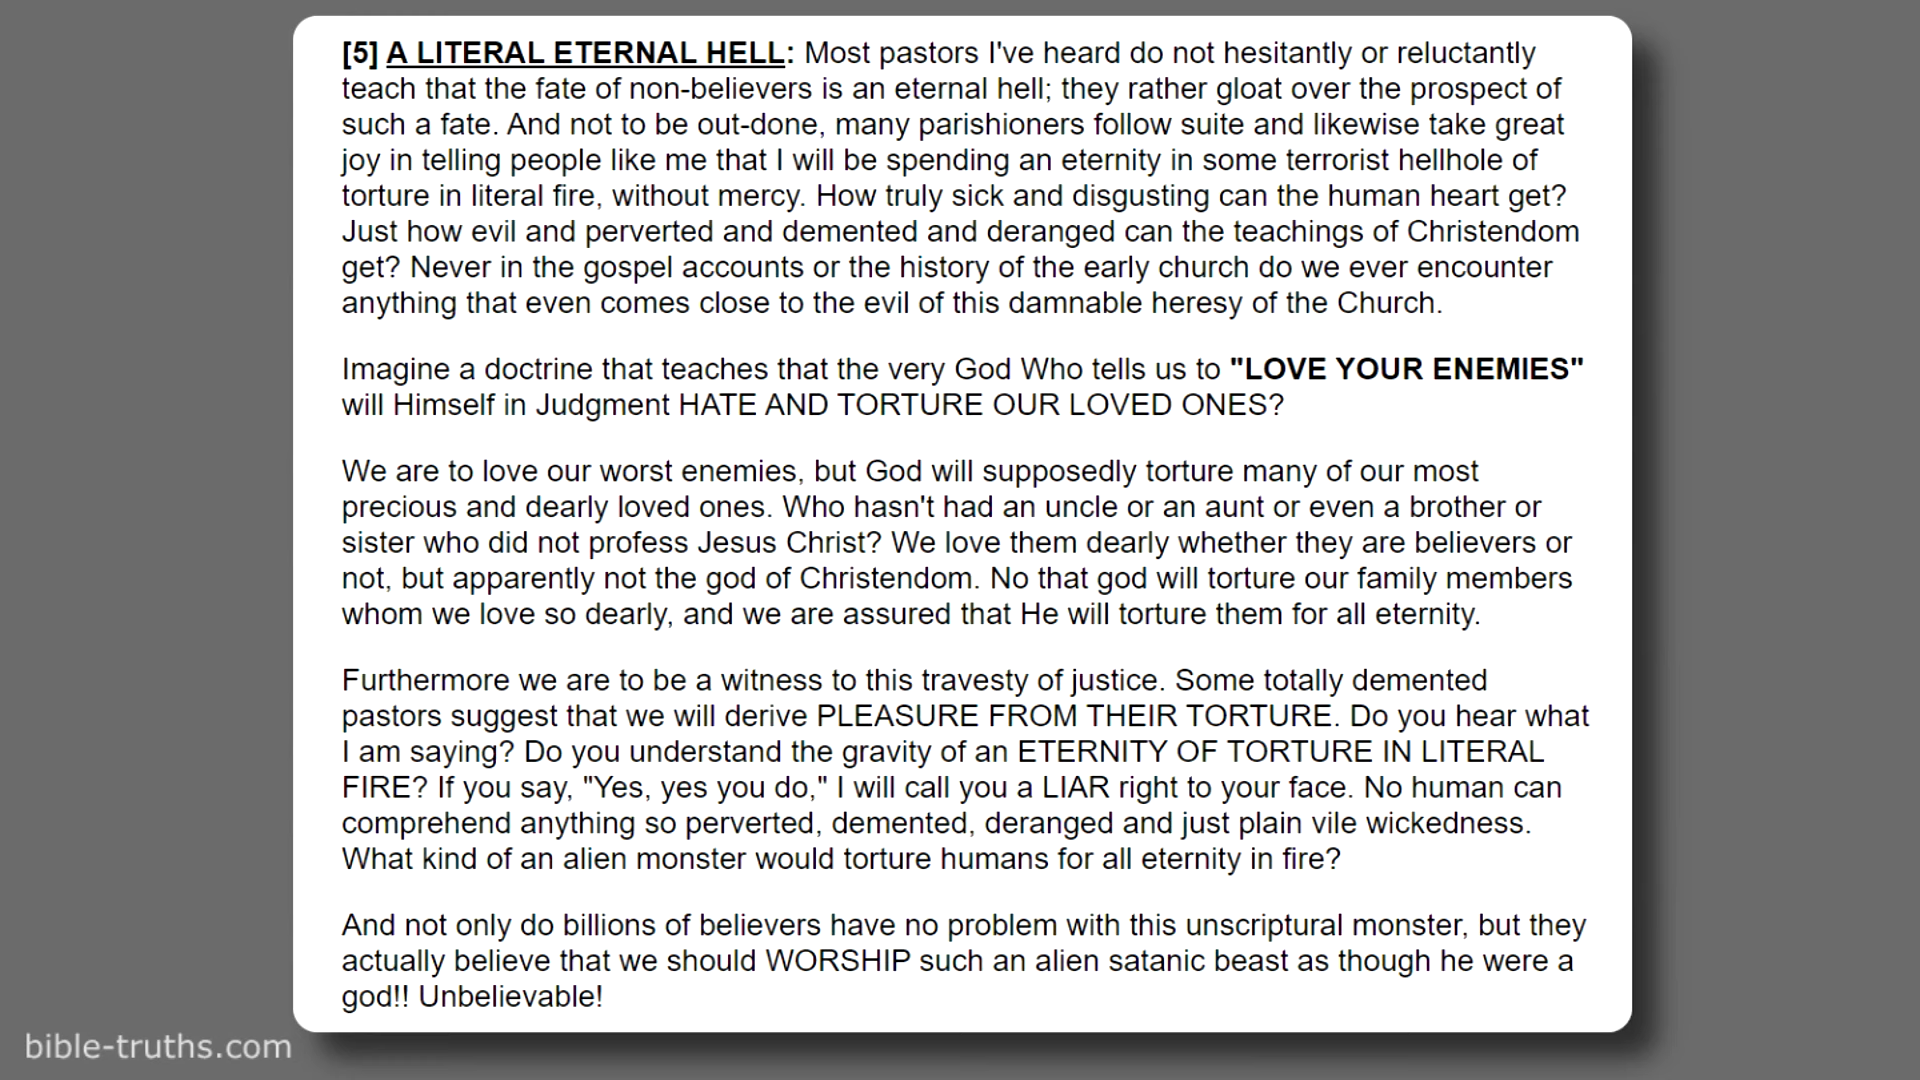 [5] A LITERAL ETERNAL HELL: Most pastors I've heard do not hesitantly or reluctantly
teach that the fate of non-believers is an eternal hell; they rather gloat over the prospect of
such a fate. And not to be out-done, many parishioners follow suite and likewise take great
joy in telling people like me that I will be spending an eternity in some terrorist hellhole of
torture in literal fire, without mercy. How truly sick and disgusting can the human heart get?
Just how evil and perverted and demented and deranged can the teachings of Christendom
get? Never in the gospel accounts or the history of the early church do we ever encounter
anything that even comes close to the evil of this damnable heresy of the Church.
Imagine a doctrine that teaches that the very God Who tells us to "LOVE YOUR ENEMIES"
will Himself in Judgment HATE AND TORTURE OUR LOVED ONES?
We are to love our worst enemies, but God will supposedly torture many of our most
precious and dearly loved ones. Who hasn't had an uncle or an aunt or even a brother or
sister who did not profess Jesus Christ? We love them dearly whether they are believers or
not, but apparently not the god of Christendom. No that god will torture our family members
whom we love so dearly, and we are assured that He will torture them for all eternity.
Furthermore we are to be a witness to this travesty of justice. Some totally demented
pastors suggest that we will derive PLEASURE FROM THEIR TORTURE. Do you hear what
I am saying? Do you understand the gravity of an ETERNITY OF TORTURE IN LITERAL
FIRE? If you say, "Yes, yes you do," I will call you a LIAR right to your face. No human can
comprehend anything so perverted, demented, deranged and just plain vile wickedness.
What kind of an alien monster would torture humans for all eternity in fire?
And not only do billions of believers have no problem with this unscriptural monster, but they
actually believe that we should WORSHIP such an alien satanic beast as though he were a
god!! Unbelievable!
bible-truths.com